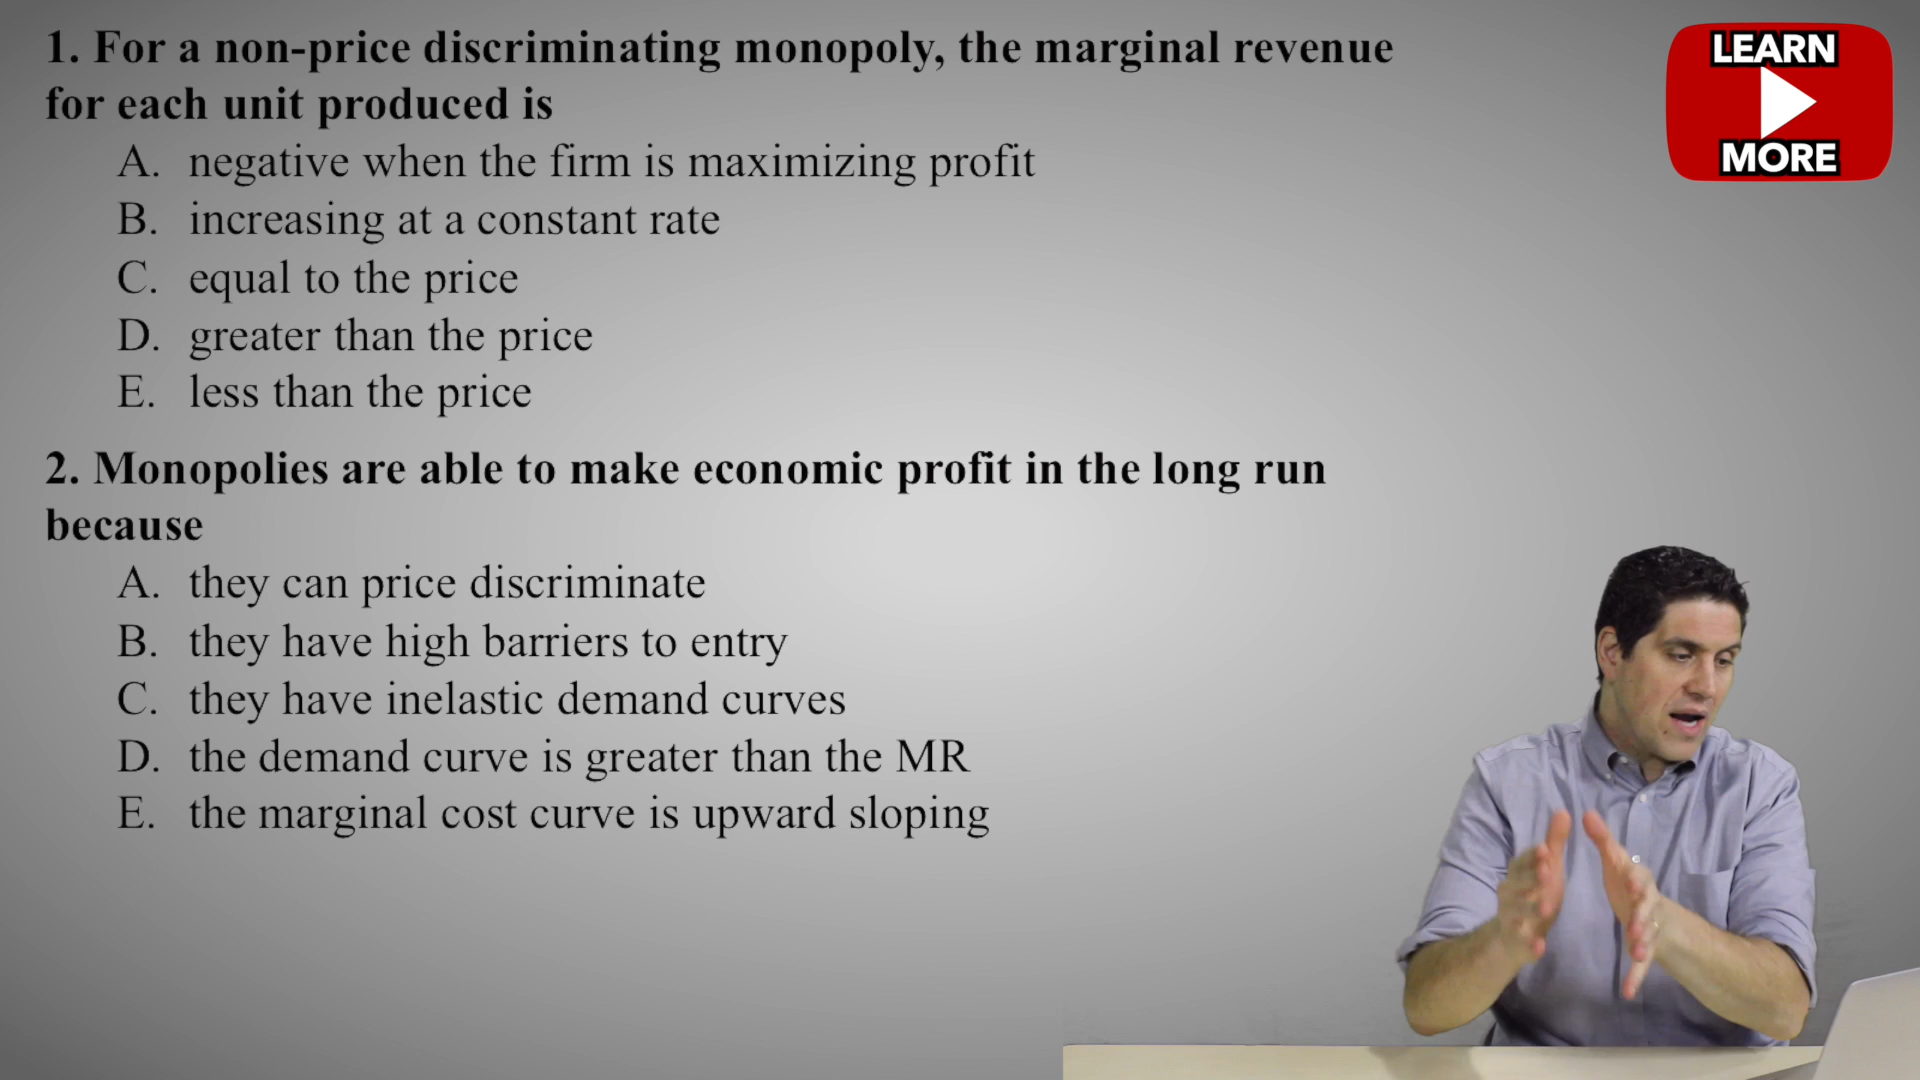 1. For a non-price discriminating monopoly, the marginal revenue
for each unit produced is
A. negative when the firm is maximizing profit
B. increasing at a constant rate
C. equal to the price
D. greater than the price
E. less than the price
2. Monopolies are able to make economic profit in the long run
because
A. they can price discriminate
B. they have high barriers to entry
C. they have inelastic demand curves
D. the demand curve is greater than the MR
E. the marginal cost curve is upward sloping
LEARN
MORE